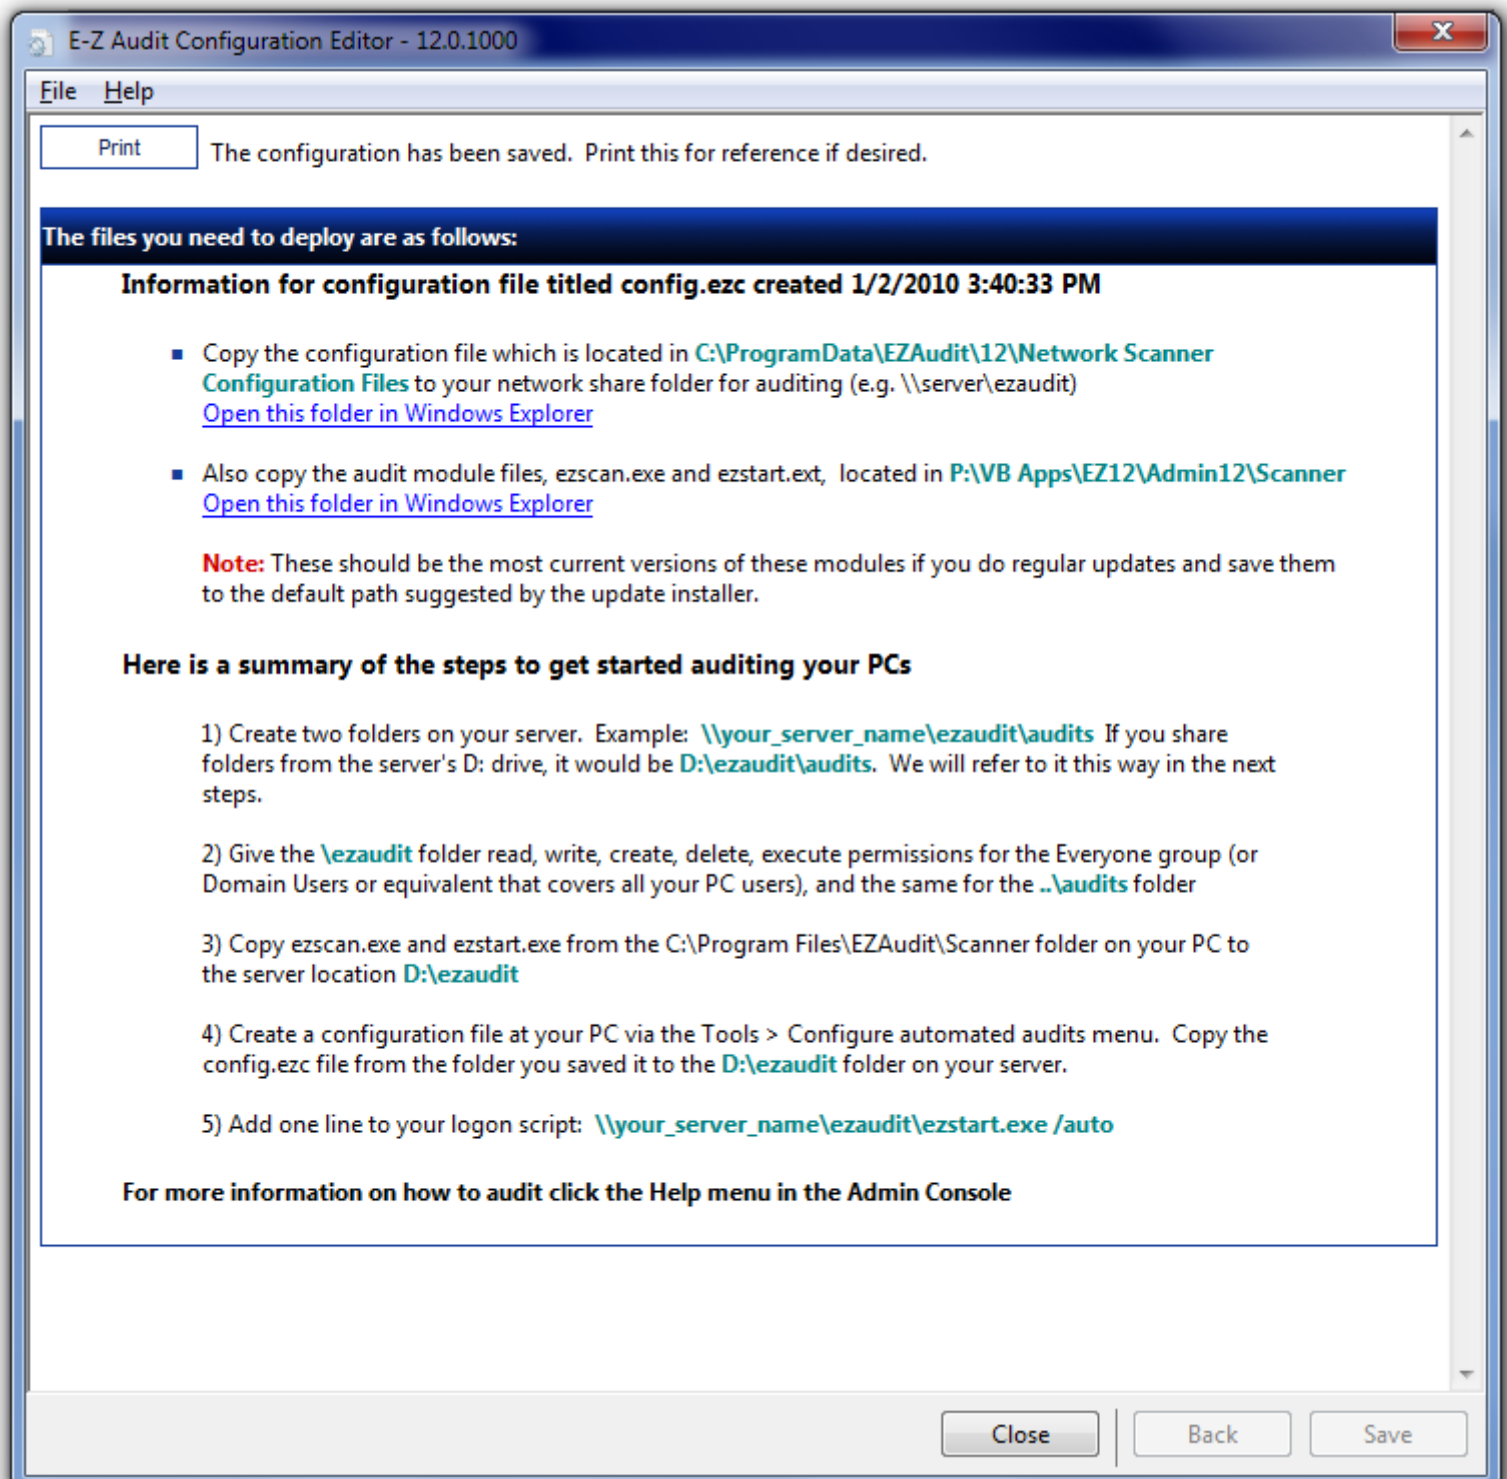 E-Z Audit Configuration Editor - 12.0.1000
File Help
Print The configuration has been saved. Print this for reference if desired.
The files you need to deploy are as follows:
Information for configuration file titled config.ezc created 1/2/2010 3:40:33 PM
Copy the configuration file which is located in C:\ProgramData\EZAudit\12\Network Scanner
Configuration Files to your network share folder for auditing (e.g. \\server\ezaudit)
Open this folder in Windows Explorer
Also copy the audit module files, ezscan.exe and ezstart.ext, located in P:\VB Apps\EZ12\Admin12\Scanner
Open this folder in Windows Explorer
Note: These should be the most current versions of these modules if you do regular updates and save them
to the default path suggested by the update installer.
Here is a summary of the steps to get started auditing your PCs
1) Create two folders on your server. Example: \\your_server_name\ezaudit\audits If you share
folders from the server's D: drive, it would be D:\ezaudit\audits. We will refer to it this way in the next
steps.
2) Give the \ezaudit folder read, write, create, delete, execute permissions for the Everyone group (or
Domain Users or equivalent that covers all your PC users), and the same for the ..\audits folder
3) Copy ezscan.exe and ezstart.exe from the C:\Program Files\EZAudit\Scanner folder on your PC to
the server location D:\ezaudit
4) Create a configuration file at your PC via the Tools > Configure automated audits menu. Copy the
config.ezc file from the folder you saved it to the D:\ezaudit folder on your server.
5) Add one line to your logon script: \\your_server_name\ezaudit\ezstart.exe /auto
For more information on how to audit click the Help menu in the Admin Console
Close Back Save